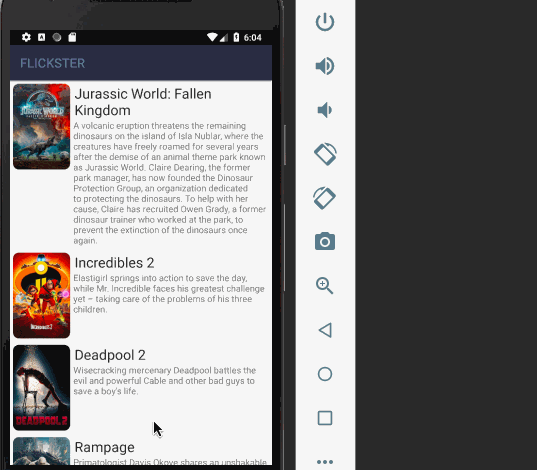 6:04
FLICKSTER
Jurassic World: Fallen
Kingdom
A volcanic eruption threatens the remaining
dinosaurs on the island of Isla Nublar, where the
creatures have freely roamed for several years
after the demise of an animal theme park known
as Jurassic World. Claire Dearing, the former
park manager, has now founded the Dinosaur
Protection Group, an organization dedicated
to protecting the dinosaurs. To help with her
cause, Claire has recruited Owen Grady, a former
dinosaur trainer who worked at the park, to
prevent the extinction of the dinosaurs once
again.
JURASSIC WORLD
Incredibles 2
Elastigirl springs into action to save the day,
while Mr. Incredible faces his greatest challenge
yet – taking care of the problems of his three
children.
INCREDIBLES 2
Deadpool 2
Wisecracking mercenary Deadpool battles the
evil and powerful Cable and other bad guys to
save a boy's life.
DEADPOOL 2
Rampage
Primatologist Davis Okoye shares an unshakable